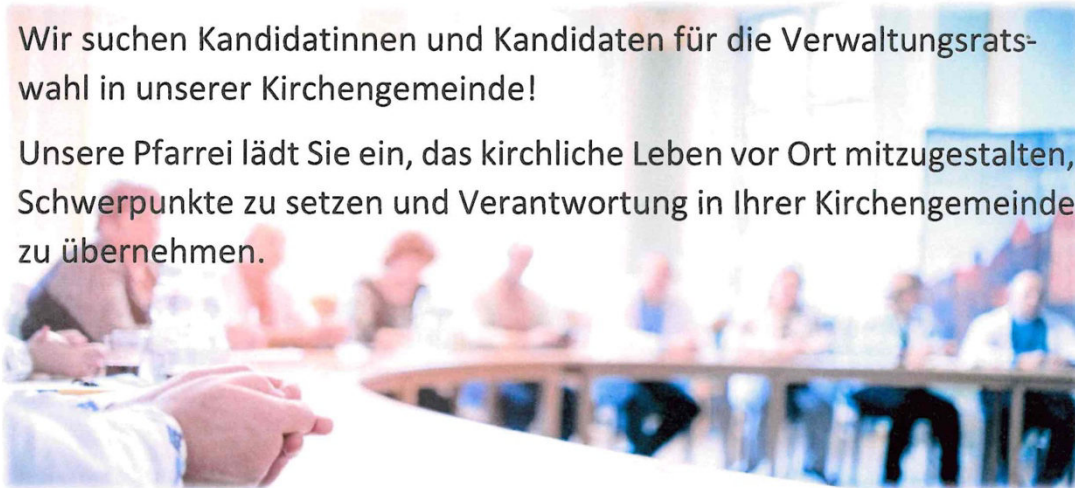 Wir suchen Kandidatinnen und Kandidaten für die Verwaltungsrats-
wahl in unserer Kirchengemeinde!
Unsere Pfarrei lädt Sie ein, das kirchliche Leben vor Ort mitzugestalten,
Schwerpunkte zu setzen und Verantwortung in Ihrer Kirchengemeinde
zu übernehmen.